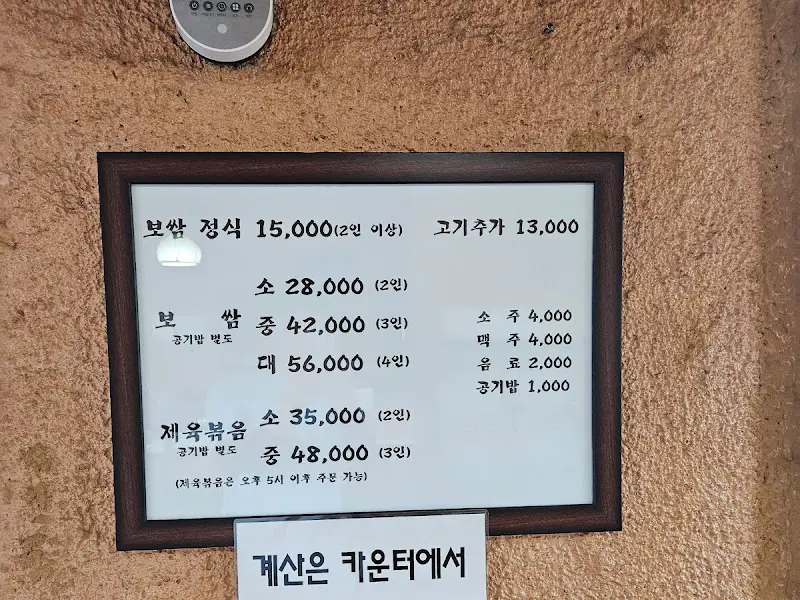 보쌈 정식 15,000(2인 이상) 고기추가 13,000
보 쌈
공기밥 별도
소 28,000 (2인)
중 42,000 (3인)
대 56,000 (4인)
제육볶음
공기밥 별도
소 35,000 (2인)
중 48,000 (3인)
(제육볶음은 오후 5시 이후 주문 가능)
소 주 4,000
맥 주 4,000
음 료 2,000
공기밥 1,000
계산은 카운터에서